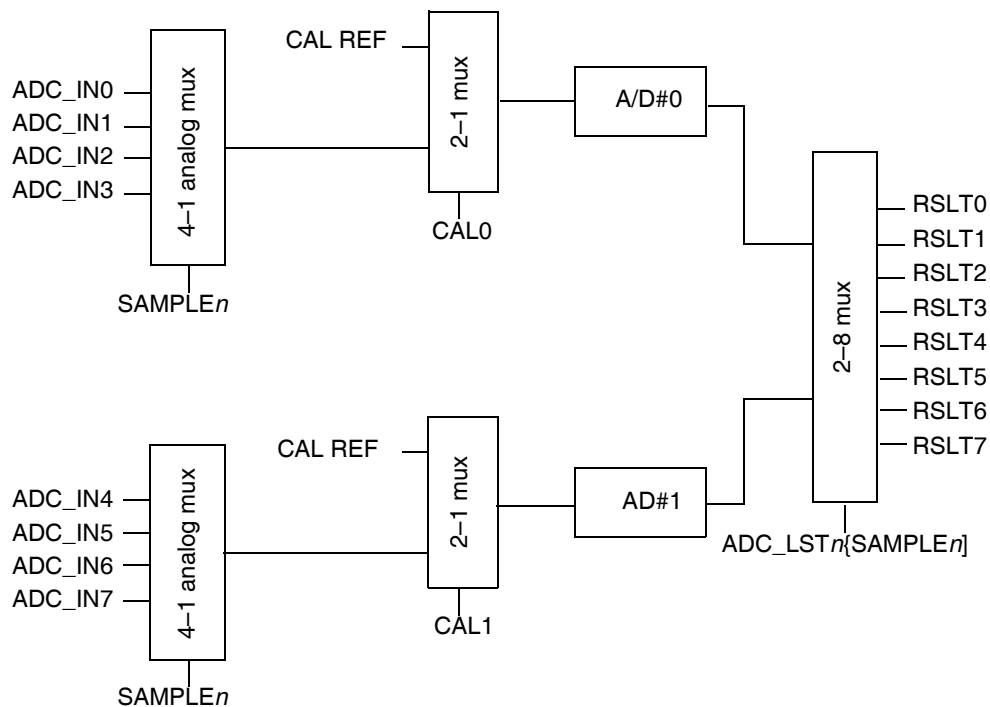 CAL REF
ADC_IN0
ADC_IN1
ADC_IN2
ADC_IN3
4–1 analog mux
SAMPLEn
2–1 mux
CAL0
A/D#0
RSLT0
RSLT1
RSLT2
RSLT3
RSLT4
RSLT5
RSLT6
RSLT7
2–8 mux
ADC_LSTn{SAMPLEn]
CAL REF
ADC_IN4
ADC_IN5
ADC_IN6
ADC_IN7
4–1 analog mux
SAMPLEn
2–1 mux
CAL1
AD#1